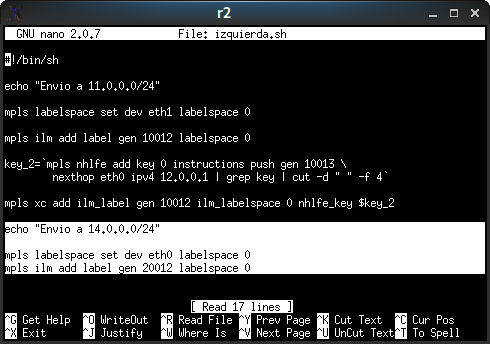 r2
GNU nano 2.0.7 File: izquierda.sh
#!/bin/sh
echo "Envio a 11.0.0.0/24"
mpls labelspace set dev eth1 labelspace 0
mpls ilm add label gen 10012 labelspace 0
key_2=`mpls nhlfe add key 0 instructions push gen 10013 \
nexthop eth0 ipv4 12.0.0.1 | grep key | cut -d " " -f 4`
mpls xc add ilm_label gen 10012 ilm_labelspace 0 nhlfe_key $key_2
echo "Envio a 14.0.0.0/24"
mpls labelspace set dev eth0 labelspace 0
mpls ilm add label gen 20012 labelspace 0
[ Read 17 lines ]
^G Get Help ^O WriteOut ^R Read File ^Y Prev Page ^K Cut Text ^C Cur Pos
^X Exit ^J Justify ^W Where Is ^V Next Page ^U UnCut Text ^T To Spell